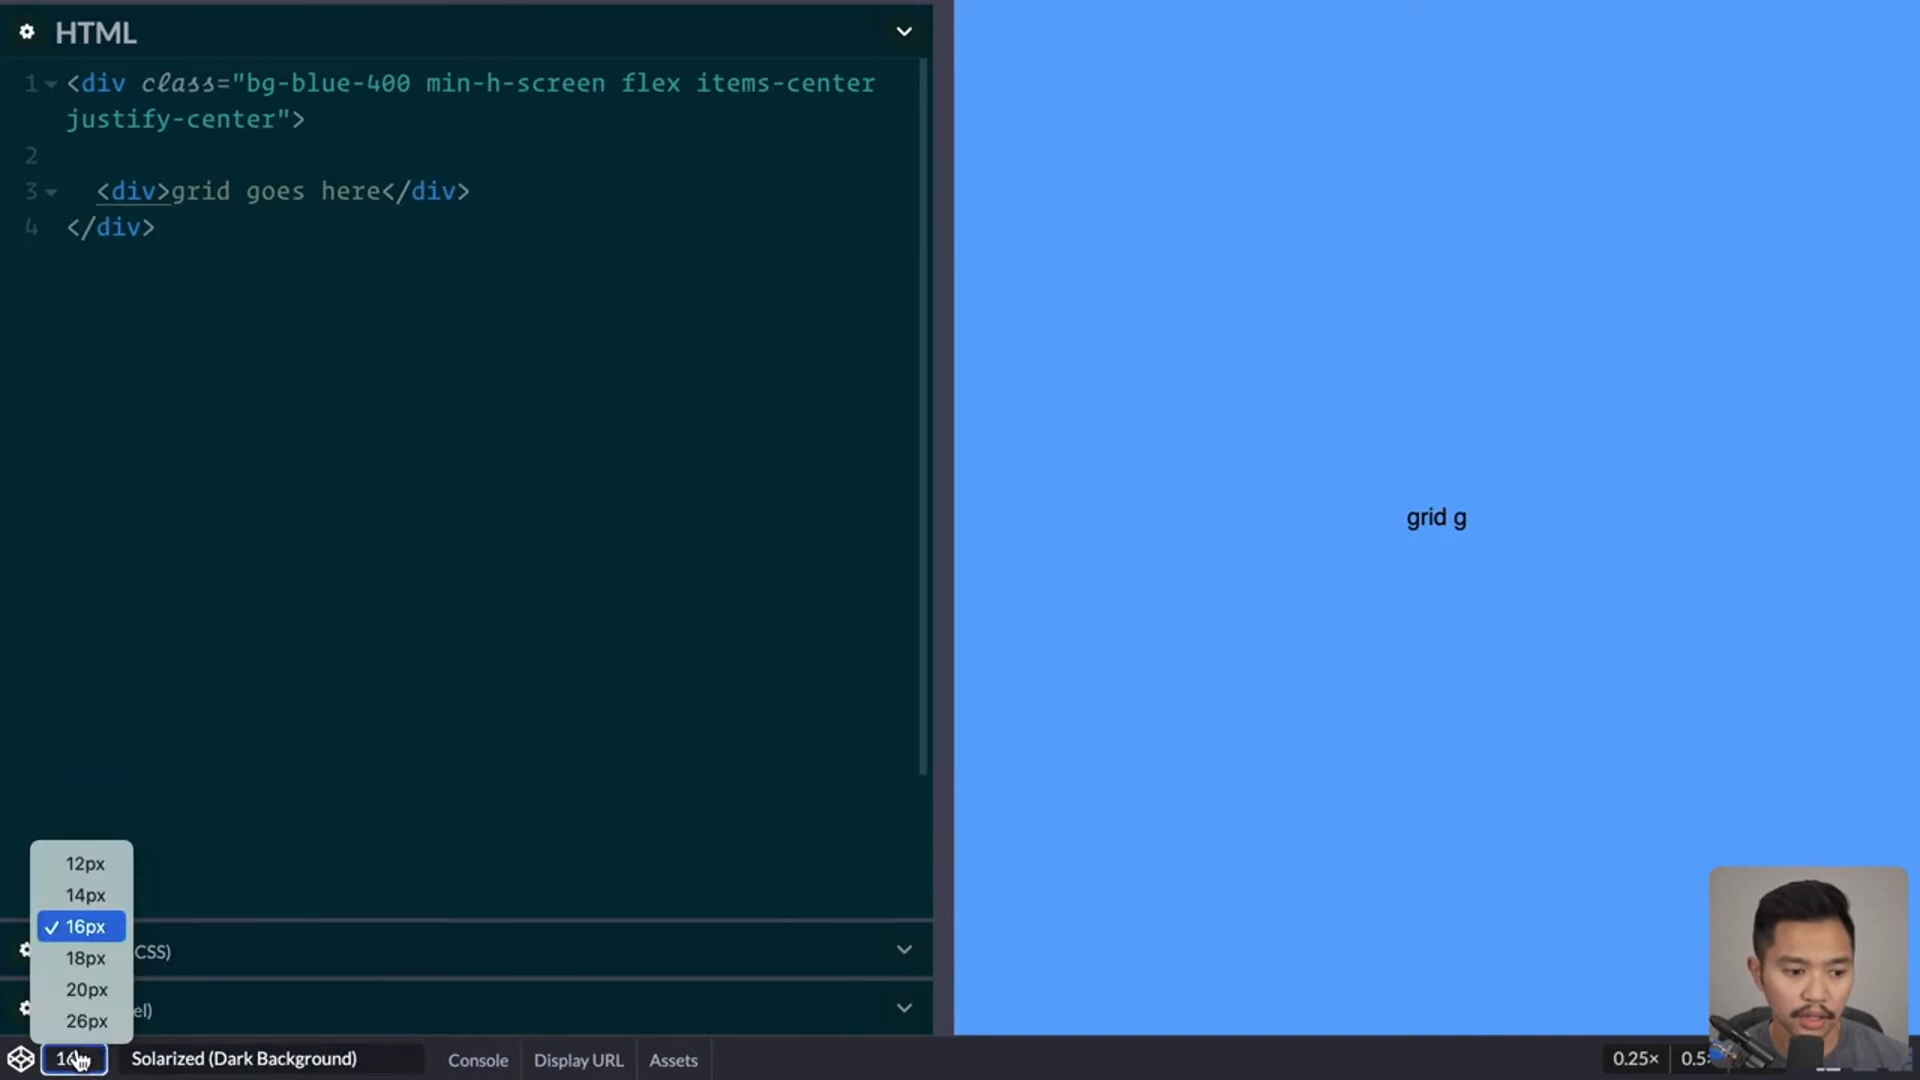 HTML
1 <div class="bg-blue-400 min-h-screen flex items-center
justify-center">
2
3 <div>grid goes here</div>
4 </div>
grid g
12px
14px
✓ 16px
18px
20px
26px
CSS)
el)
Solarized (Dark Background)
Console
Display URL
Assets
0.25×